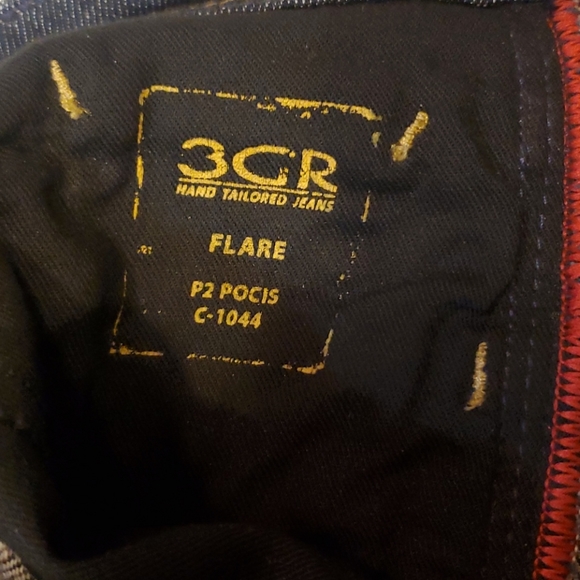 3GR
HAND TAILORED JEANS
FLARE
P2 POCIS
C-1044